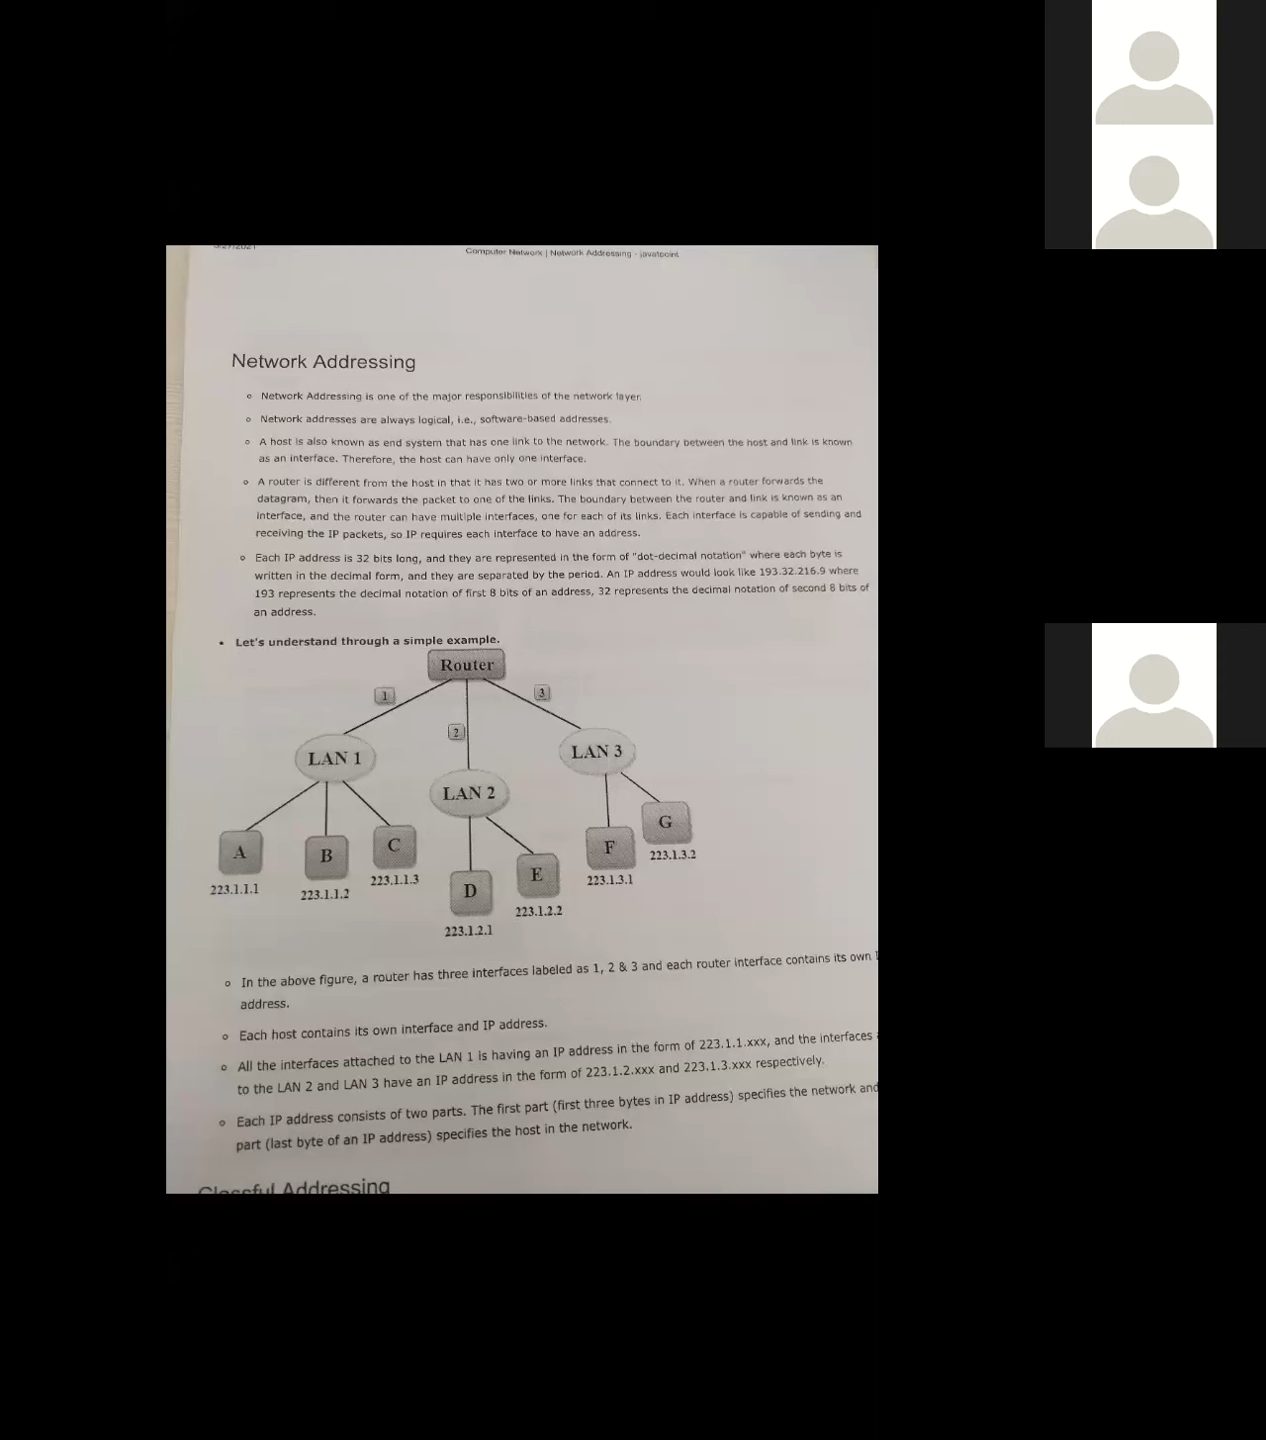 Computer Network | Network Addressing - javatpoint
Network Addressing
Network Addressing is one of the major responsibilities of the network layer.
Network addresses are always logical, i.e., software-based addresses.
A host is also known as end system that has one link to the network. The boundary between the host and link is known
as an interface. Therefore, the host can have only one interface.
A router is different from the host in that it has two or more links that connect to it. When a router forwards the
datagram, then it forwards the packet to one of the links. The boundary between the router and link is known as an
interface, and the router can have multiple interfaces, one for each of its links. Each interface is capable of sending and
receiving the IP packets, so IP requires each interface to have an address.
Each IP address is 32 bits long, and they are represented in the form of "dot-decimal notation" where each byte is
written in the decimal form, and they are separated by the period. An IP address would look like 193.32.216.9 where
193 represents the decimal notation of first 8 bits of an address, 32 represents the decimal notation of second 8 bits of
an address.
Let's understand through a simple example.
Router
1
3
2
LAN 1
LAN 3
LAN 2
A
B
C
D
E
F
G
223.1.1.1
223.1.1.2
223.1.1.3
223.1.2.1
223.1.2.2
223.1.3.1
223.1.3.2
In the above figure, a router has three interfaces labeled as 1, 2 & 3 and each router interface contains its own
address.
Each host contains its own interface and IP address.
All the interfaces attached to the LAN 1 is having an IP address in the form of 223.1.1.xxx, and the interfaces
to the LAN 2 and LAN 3 have an IP address in the form of 223.1.2.xxx and 223.1.3.xxx respectively.
Each IP address consists of two parts. The first part (first three bytes in IP address) specifies the network and
part (last byte of an IP address) specifies the host in the network.
Classful Addressing